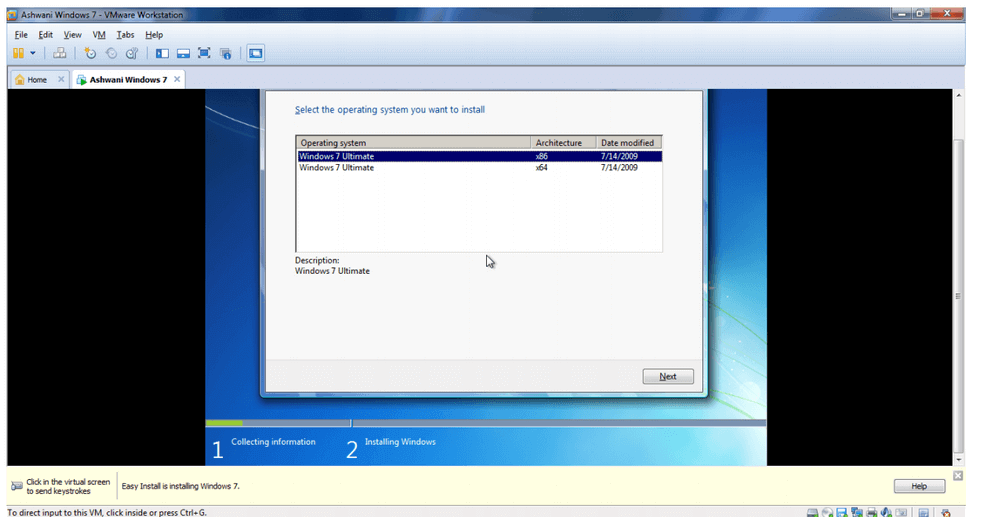 Ashwani Windows 7 - VMware Workstation
File Edit View VM Tabs Help
Home Ashwani Windows 7
Select the operating system you want to install
Operating system Architecture Date modified
Windows 7 Ultimate x86 7/14/2009
Windows 7 Ultimate x64 7/14/2009
Description:
Windows 7 Ultimate
Next
1 Collecting information 2 Installing Windows
Click in the virtual screen
to send keystrokes
Easy Install is installing Windows 7.
Help
To direct input to this VM, click inside or press Ctrl+G.